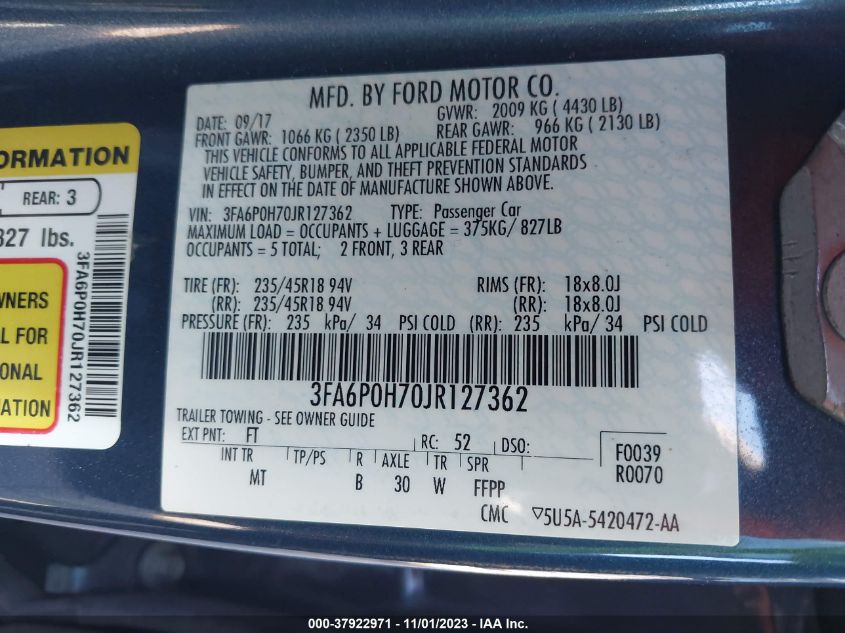 MFD. BY FORD MOTOR CO.
DATE: 09/17 GVWR: 2009 KG ( 4430 LB)
FRONT GAWR: 1066 KG ( 2350 LB) REAR GAWR: 966 KG ( 2130 LB)
THIS VEHICLE CONFORMS TO ALL APPLICABLE FEDERAL MOTOR
VEHICLE SAFETY, BUMPER, AND THEFT PREVENTION STANDARDS
IN EFFECT ON THE DATE OF MANUFACTURE SHOWN ABOVE.
VIN: 3FA6P0H70JR127362 TYPE: Passenger Car
MAXIMUM LOAD = OCCUPANTS + LUGGAGE = 375KG/ 827LB
OCCUPANTS = 5 TOTAL; 2 FRONT, 3 REAR
TIRE (FR): 235/45R18 94V RIMS (FR): 18x8.0J
(RR): 235/45R18 94V (RR): 18x8.0J
PRESSURE (FR): 235 kPa/ 34 PSI COLD (RR): 235 kPa/ 34 PSI COLD
3FA6P0H70JR127362
TRAILER TOWING - SEE OWNER GUIDE
EXT PNT: FT RC: 52 DSO: F0039
INT TR TP/PS R AXLE TR SPR R0070
MT B 30 W FFPP
CMC ▽5U5A-5420472-AA
ORMATION
REAR: 3
827 lbs.
3FA6P0H70JR127362
WNERS
L FOR
ONAL
ATION
000-37922971 - 11/01/2023 - IAA Inc.